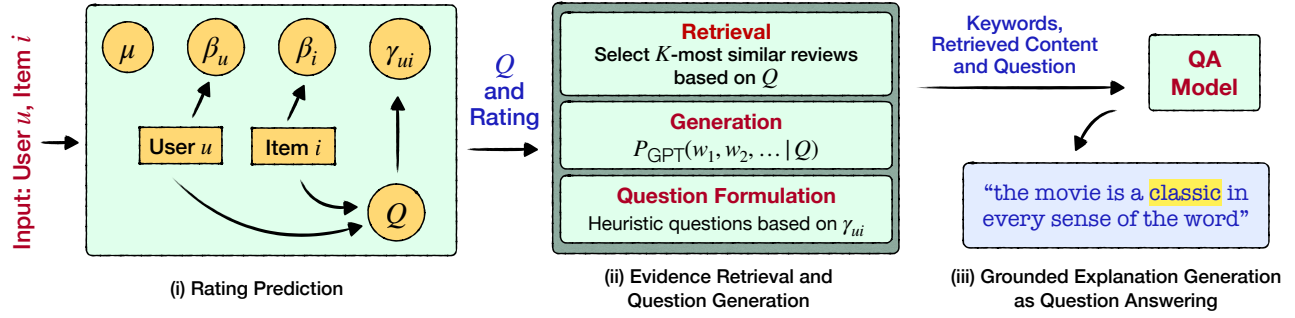 Input: User u, Item i
μ
β_u
β_i
γ_ui
User u
Item i
Q
(i) Rating Prediction
Q
and
Rating
Retrieval
Select K-most similar reviews
based on Q
Generation
P_GPT(w_1, w_2, … | Q)
Question Formulation
Heuristic questions based on γ_ui
(ii) Evidence Retrieval and
Question Generation
Keywords,
Retrieved Content
and Question
QA
Model
“the movie is a classic in
every sense of the word”
(iii) Grounded Explanation Generation
as Question Answering